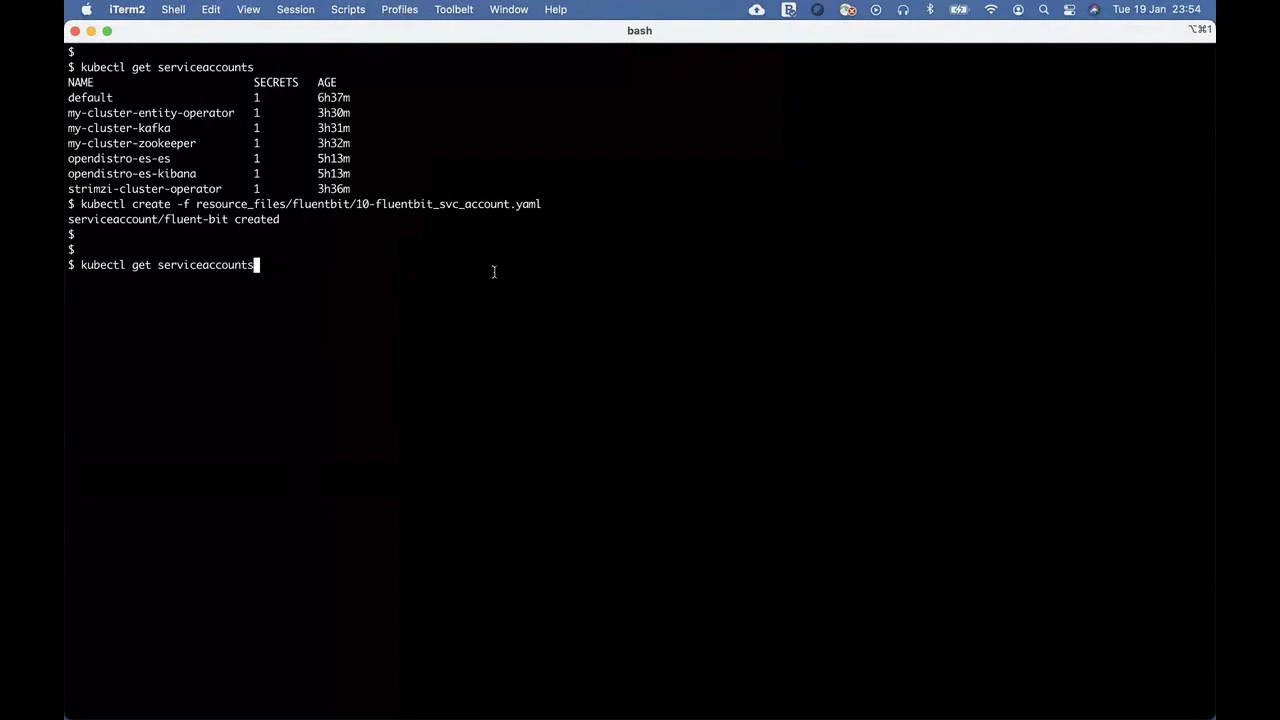 iTerm2 Shell Edit View Session Scripts Profiles Toolbelt Window Help Tue 19 Jan 23:54
bash ⌥⌘1
$
$ kubectl get serviceaccounts
NAME SECRETS AGE
default 1 6h37m
my-cluster-entity-operator 1 3h30m
my-cluster-kafka 1 3h31m
my-cluster-zookeeper 1 3h32m
opendistro-es-es 1 5h13m
opendistro-es-kibana 1 5h13m
strimzi-cluster-operator 1 3h36m
$ kubectl create -f resource_files/fluentbit/10-fluentbit_svc_account.yaml
serviceaccount/fluent-bit created
$
$
$ kubectl get serviceaccounts